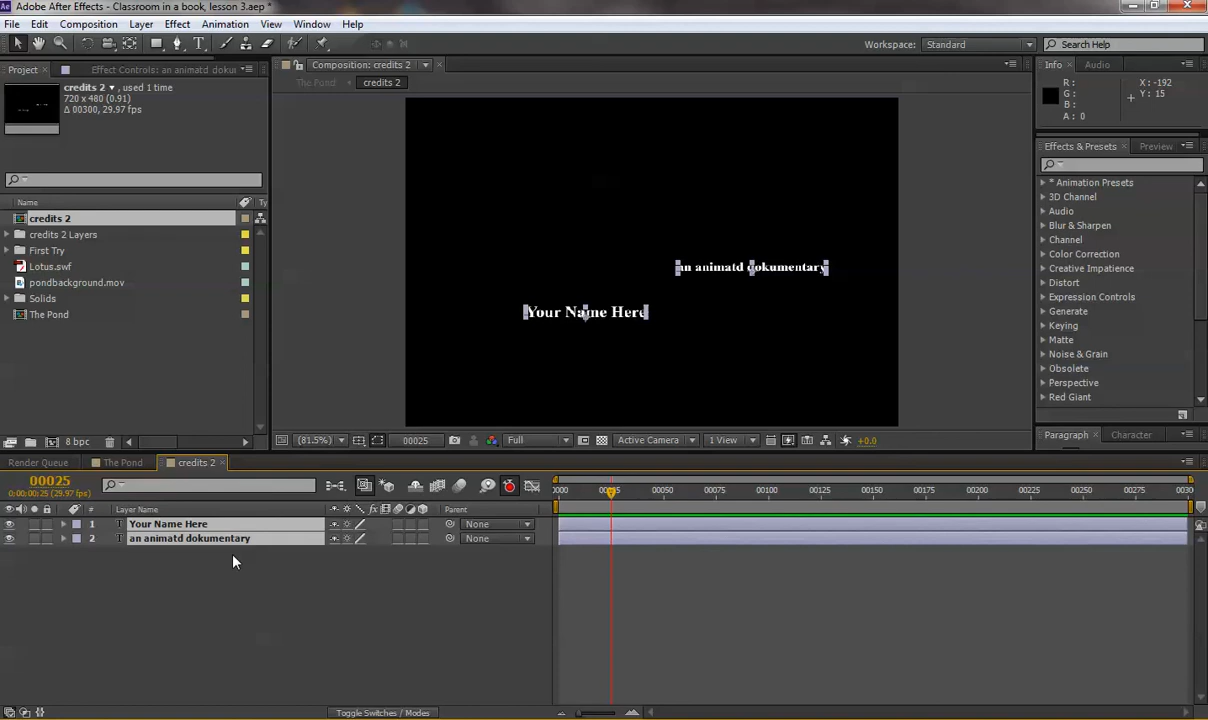 Adobe After Effects - Classroom in a book, lesson 3.aep *
File Edit Composition Layer Effect Animation View Window Help
Workspace: Standard Search Help
Project Effect Controls: an animatd doku
Composition: credits 2
Info Audio
The Pond credits 2
credits 2 , used 1 time
720 x 480 (0.91)
Δ 00300, 29.97 fps
R :
G :
B :
A : 0
X : -192
Y : 15
Effects & Presets Preview
Name Ty
credits 2
credits 2 Layers
First Try
Lotus.swf
pondbackground.mov
Solids
The Pond
* Animation Presets
3D Channel
Audio
Blur & Sharpen
Channel
Color Correction
Creative Impatience
Distort
Expression Controls
Generate
Keying
Matte
Noise & Grain
Obsolete
Perspective
Red Giant
an animatd dokumentary
Your Name Here
8 bpc
(81.5%) 00025 Full Active Camera 1 View +0.0
Paragraph Character
Render Queue The Pond credits 2
00025
0:00:00:25 (29.97 fps)
0000 00025 00050 00075 00100 00125 00150 00175 00200 00225 00250 00275 0030
# Layer Name Parent
1 T Your Name Here None
2 T an animatd dokumentary None
Toggle Switches / Modes